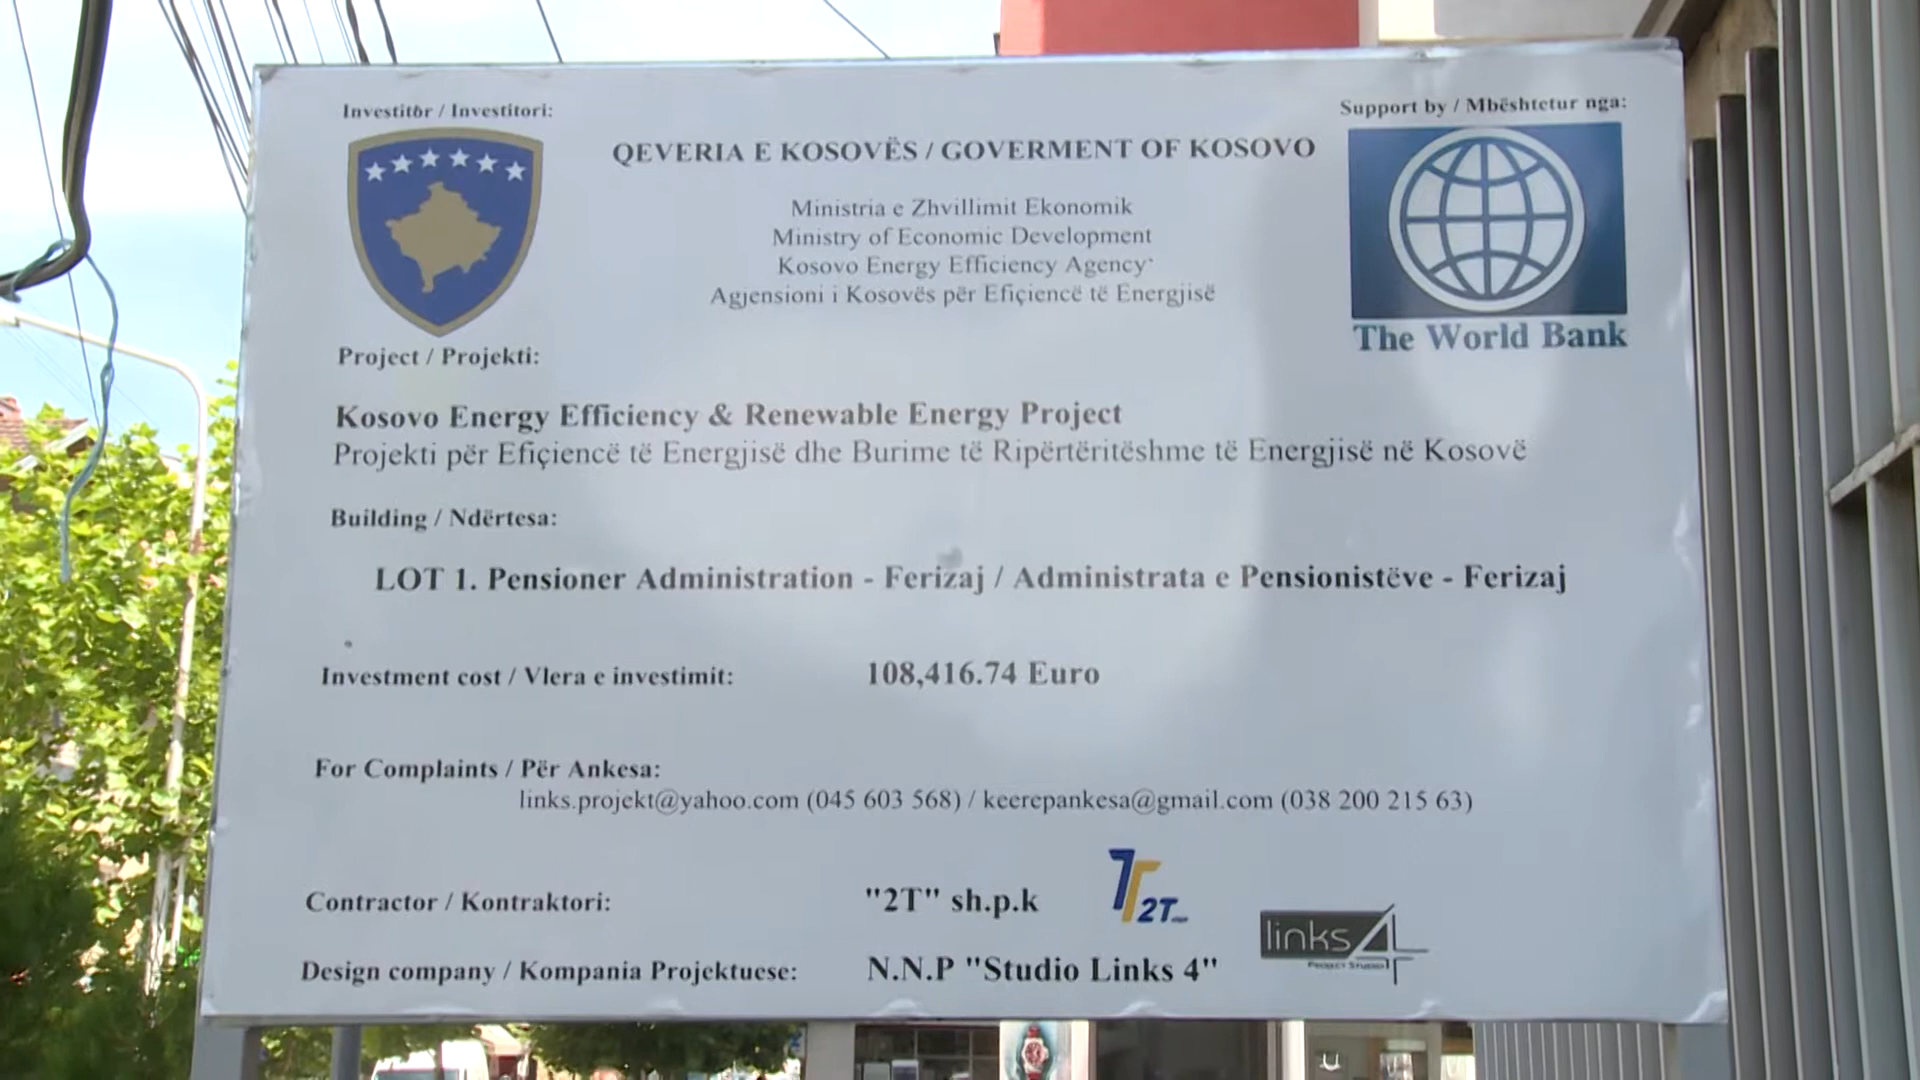 Investitör / Investitori:
Support by / Mbështetur nga:
QEVERIA E KOSOVËS / GOVERMENT OF KOSOVO
Ministria e Zhvillimit Ekonomik
Ministry of Economic Development
Kosovo Energy Efficiency Agency
Agjensioni i Kosovës për Efiçiencë të Energjisë
The World Bank
Project / Projekti:
Kosovo Energy Efficiency & Renewable Energy Project
Projekti për Efiçiencë të Energjisë dhe Burime të Ripërtëritëshme të Energjisë në Kosovë
Building / Ndërtesa:
LOT 1. Pensioner Administration - Ferizaj / Administrata e Pensionistëve - Ferizaj
Investment cost / Vlera e investimit: 108,416.74 Euro
For Complaints / Për Ankesa:
links.projekt@yahoo.com (045 603 568) / keerepankesa@gmail.com (038 200 215 63)
Contractor / Kontraktori: "2T" sh.p.k
2T
Design company / Kompania Projektuese: N.N.P "Studio Links 4"
links 4
Project Studio